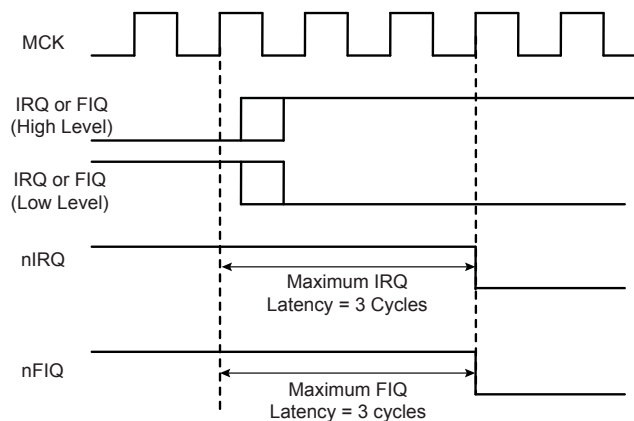 MCK
IRQ or FIQ
(High Level)
IRQ or FIQ
(Low Level)
nIRQ
Maximum IRQ
Latency = 3 Cycles
nFIQ
Maximum FIQ
Latency = 3 cycles